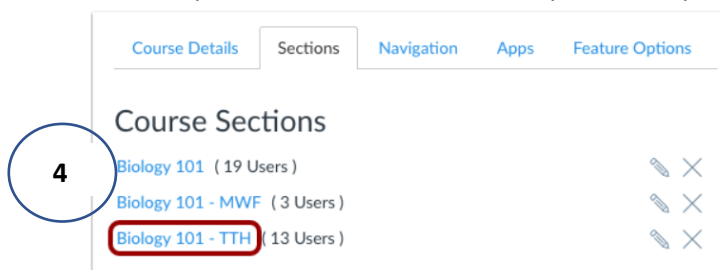 Course Details Sections Navigation Apps Feature Options
Course Sections
4
Biology 101 ( 19 Users )
Biology 101 - MWF ( 3 Users )
Biology 101 - TTH ( 13 Users )